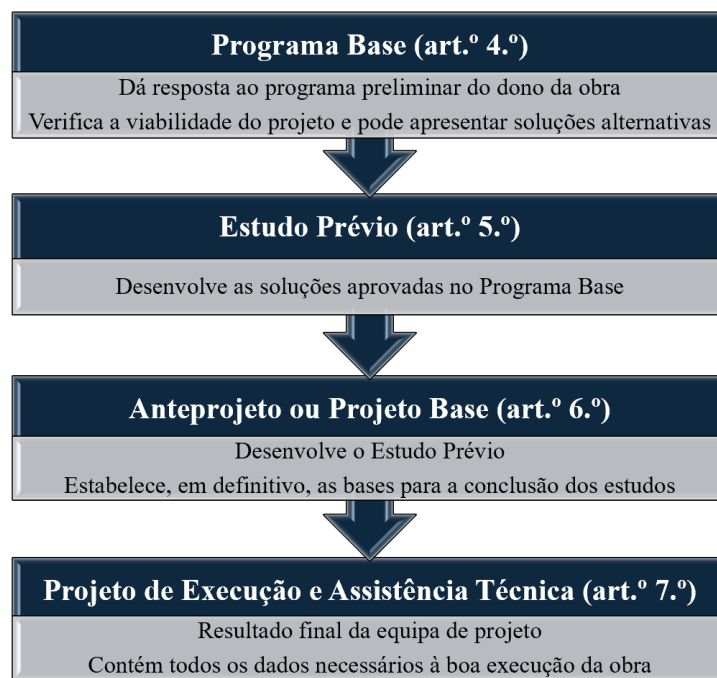 Programa Base (art.º 4.º)
Dá resposta ao programa preliminar do dono da obra
Verifica a viabilidade do projeto e pode apresentar soluções alternativas
Estudo Prévio (art.º 5.º)
Desenvolve as soluções aprovadas no Programa Base
Anteprojeto ou Projeto Base (art.º 6.º)
Desenvolve o Estudo Prévio
Estabelece, em definitivo, as bases para a conclusão dos estudos
Projeto de Execução e Assistência Técnica (art.º 7.º)
Resultado final da equipa de projeto
Contém todos os dados necessários à boa execução da obra